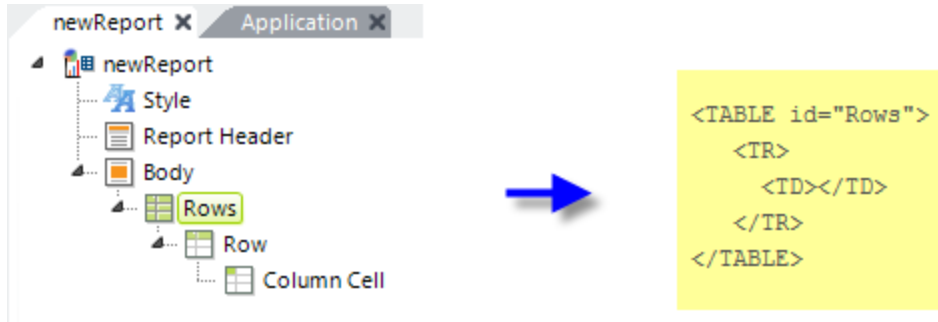 newReport Application
newReport
Style
Report Header
Body
Rows
Row
Column Cell
<TABLE id="Rows">
<TR>
<TD></TD>
</TR>
</TABLE>